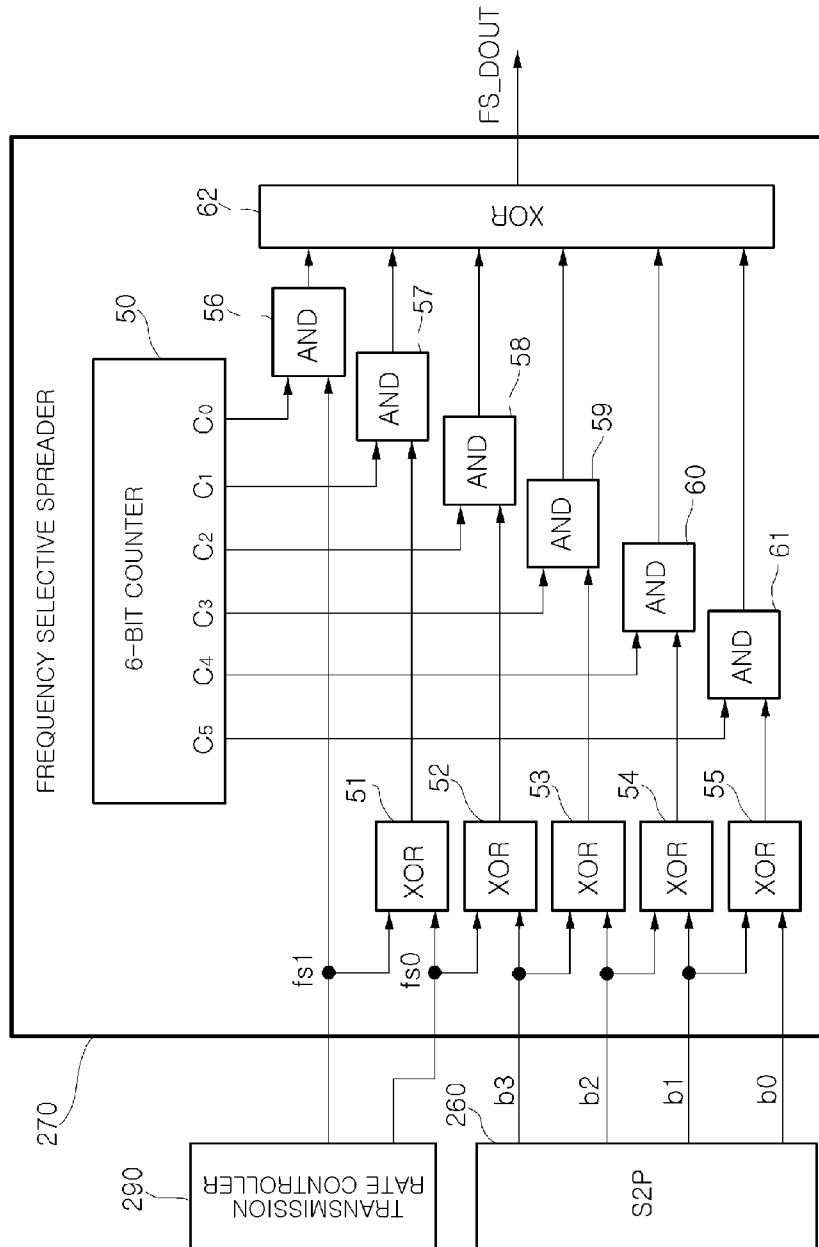 FREQUENCY SELECTIVE SPREADER
270
50
6-BIT COUNTER
C5 C4 C3 C2 C1 C0
290
TRANSMISSION
RATE CONTROLLER
260
S2P
fs1
fs0
b3
b2
b1
b0
51
XOR
52
XOR
53
XOR
54
XOR
55
XOR
56
AND
57
AND
58
AND
59
AND
60
AND
61
AND
62
XOR
FS_DOUT